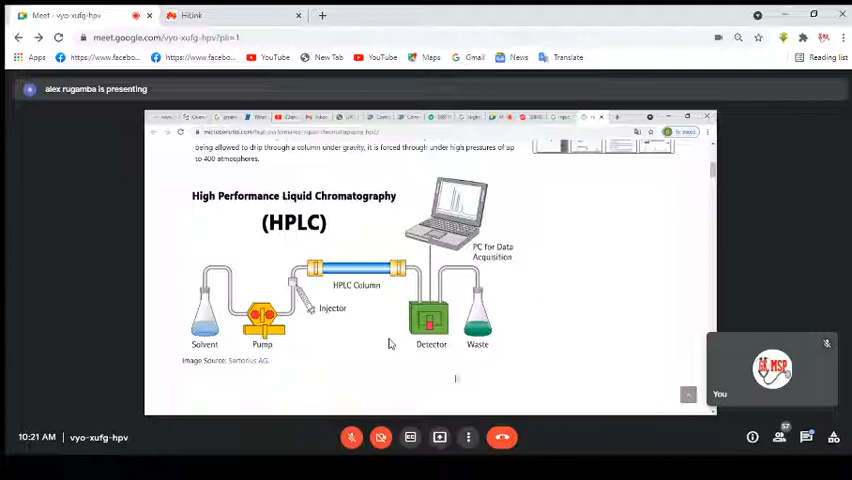 Meet - vyo-xufg-hpv
HiLink
meet.google.com/vyo-xufg-hpv?pli=1
Apps
https://www.facebo...
https://www.facebo...
YouTube
New Tab
YouTube
Maps
Gmail
News
Translate
Reading list
alex rugamba is presenting
being allowed to drip through a column under gravity, it is forced through under high pressures of up
to 400 atmospheres.
High Performance Liquid Chromatography
(HPLC)
PC for Data
Acquisition
HPLC Column
Injector
Solvent
Pump
Detector
Waste
Image Source: Sartorius AG.
GK MSP
You
10:21 AM
vyo-xufg-hpv
57